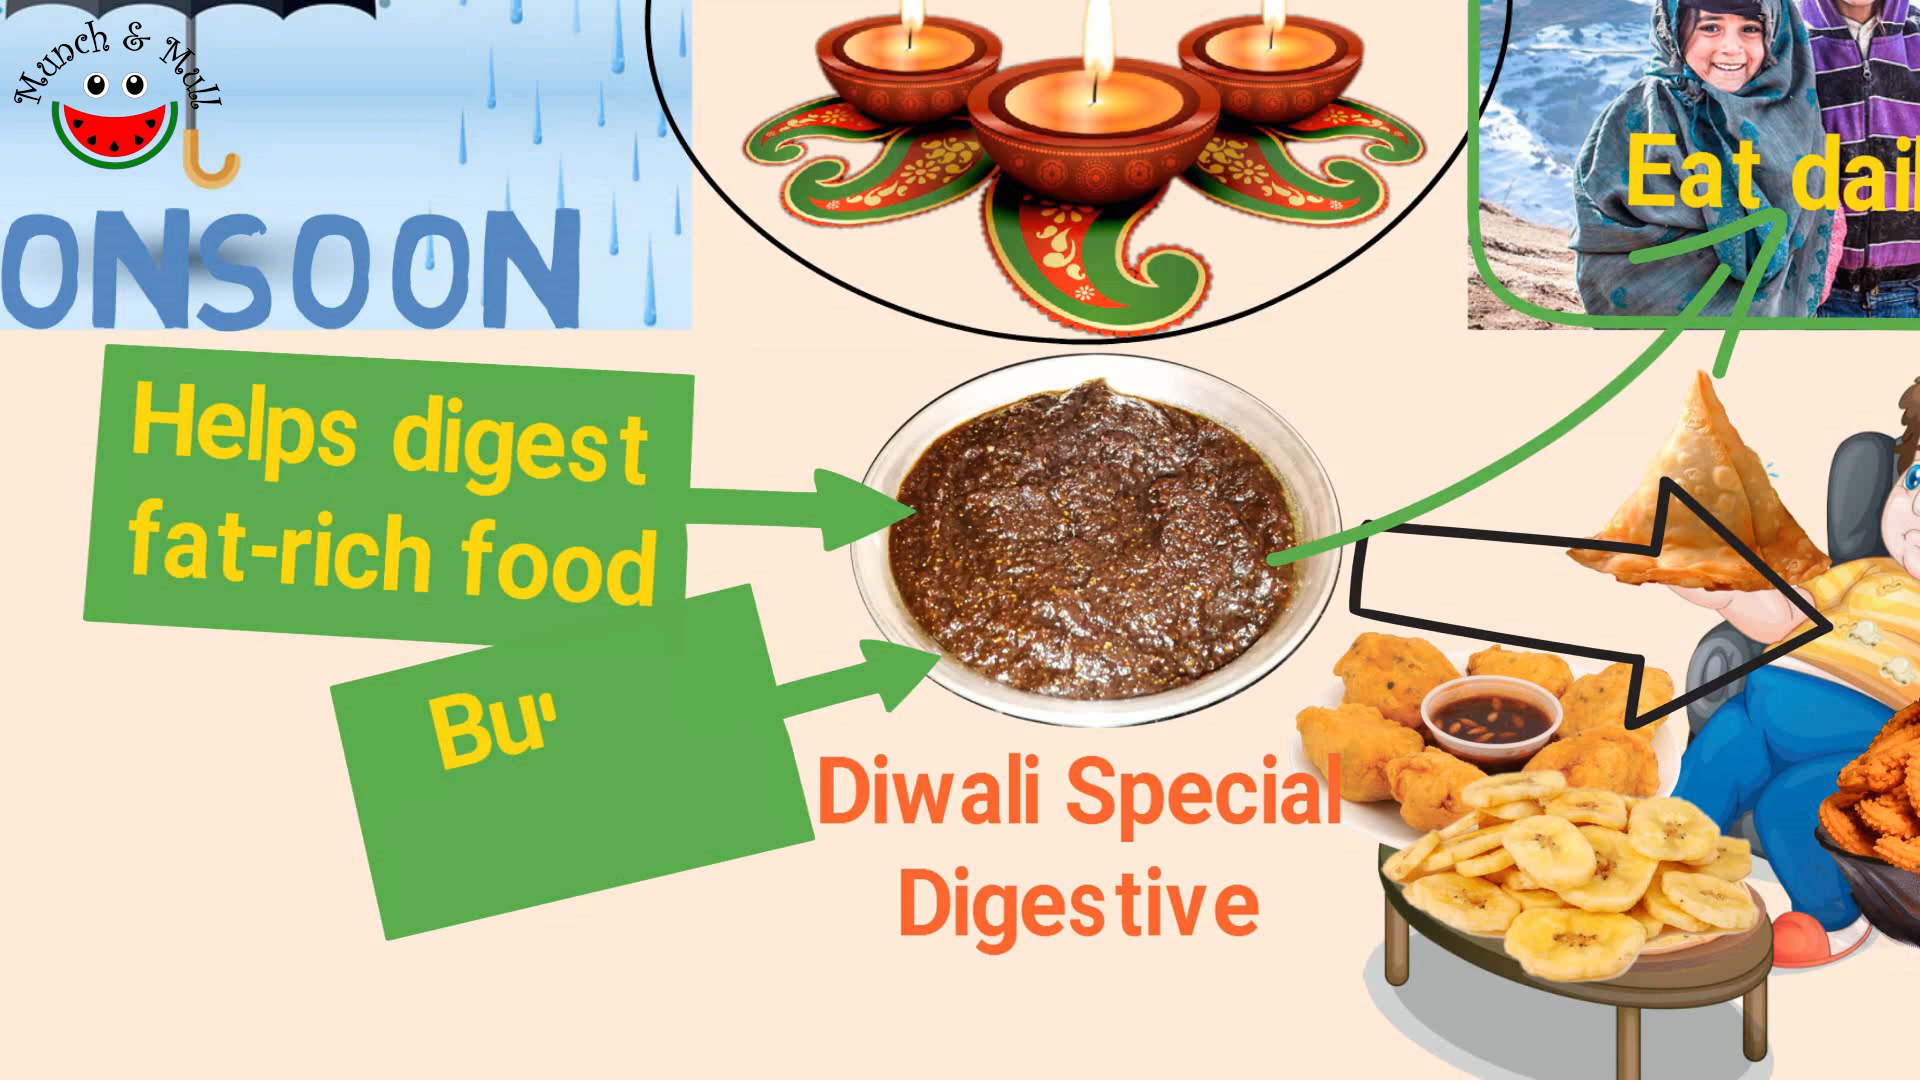 Munch & Mull
ONSOON
Eat dail
Helps digest
fat-rich food
Bu
Diwali Special
Digestive